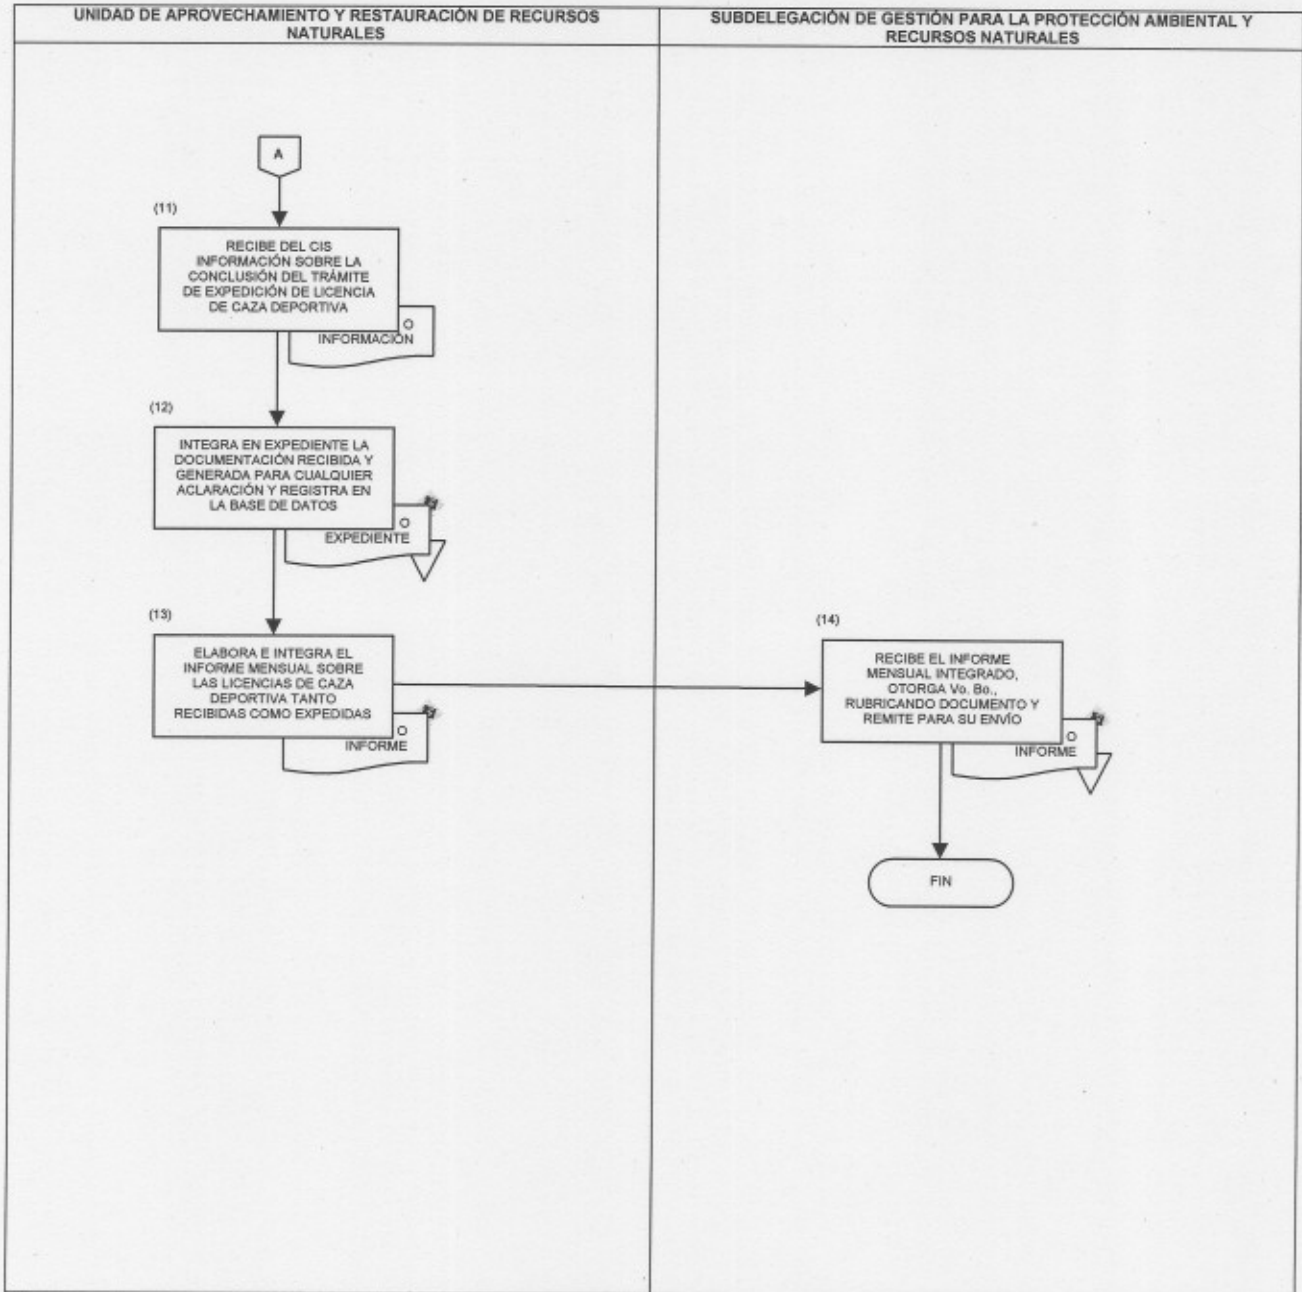 UNIDAD DE APROVECHAMIENTO Y RESTAURACIÓN DE RECURSOS
NATURALES
SUBDELEGACIÓN DE GESTIÓN PARA LA PROTECCIÓN AMBIENTAL Y
RECURSOS NATURALES
A
(11)
RECIBE DEL CIS
INFORMACIÓN SOBRE LA
CONCLUSIÓN DEL TRÁMITE
DE EXPEDICIÓN DE LICENCIA
DE CAZA DEPORTIVA
O
INFORMACIÓN
(12)
INTEGRA EN EXPEDIENTE LA
DOCUMENTACIÓN RECIBIDA Y
GENERADA PARA CUALQUIER
ACLARACIÓN Y REGISTRA EN
LA BASE DE DATOS
O
EXPEDIENTE
(13)
ELABORA E INTEGRA EL
INFORME MENSUAL SOBRE
LAS LICENCIAS DE CAZA
DEPORTIVA TANTO
RECIBIDAS COMO EXPEDIDAS
O
INFORME
(14)
RECIBE EL INFORME
MENSUAL INTEGRADO,
OTORGA Vo. Bo.,
RUBRICANDO DOCUMENTO Y
REMITE PARA SU ENVÍO
O
INFORME
FIN